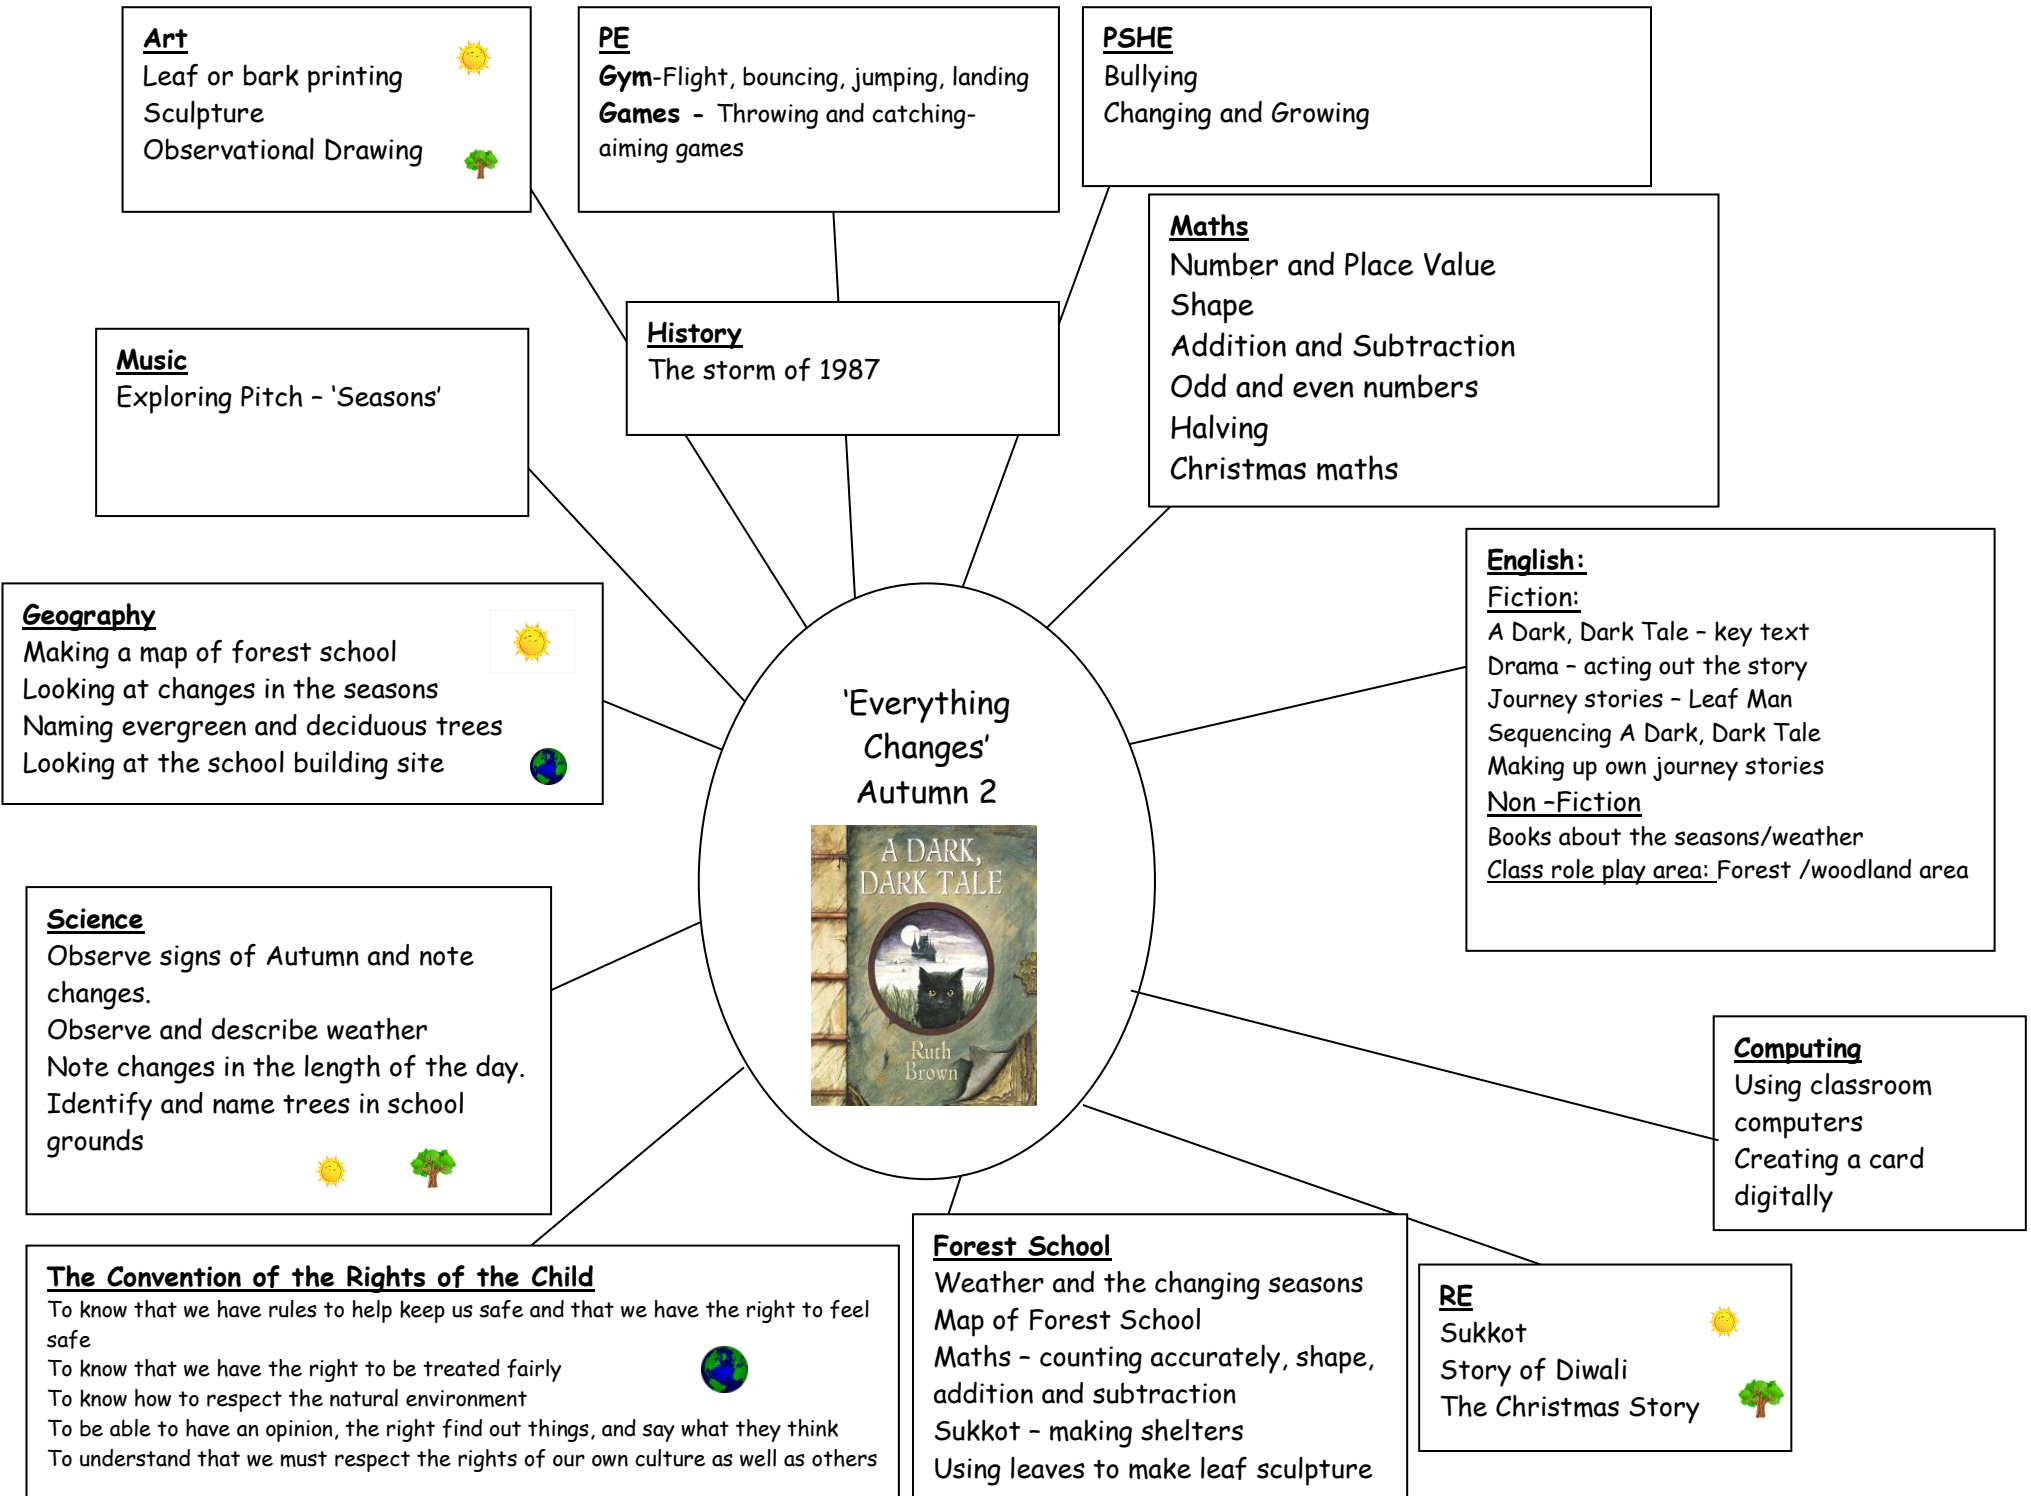 Art
Leaf or bark printing
Sculpture
Observational Drawing
PE
Gym-Flight, bouncing, jumping, landing
Games - Throwing and catching-
aiming games
PSHE
Bullying
Changing and Growing
Maths
Number and Place Value
Shape
Addition and Subtraction
Odd and even numbers
Halving
Christmas maths
History
The storm of 1987
Music
Exploring Pitch – ‘Seasons’
Geography
Making a map of forest school
Looking at changes in the seasons
Naming evergreen and deciduous trees
Looking at the school building site
‘Everything
Changes’
Autumn 2
A DARK,
DARK TALE
Ruth
Brown
English:
Fiction:
A Dark, Dark Tale – key text
Drama – acting out the story
Journey stories – Leaf Man
Sequencing A Dark, Dark Tale
Making up own journey stories
Non –Fiction
Books about the seasons/weather
Class role play area: Forest /woodland area
Science
Observe signs of Autumn and note
changes.
Observe and describe weather
Note changes in the length of the day.
Identify and name trees in school
grounds
Computing
Using classroom
computers
Creating a card
digitally
The Convention of the Rights of the Child
To know that we have rules to help keep us safe and that we have the right to feel
safe
To know that we have the right to be treated fairly
To know how to respect the natural environment
To be able to have an opinion, the right find out things, and say what they think
To understand that we must respect the rights of our own culture as well as others
Forest School
Weather and the changing seasons
Map of Forest School
Maths – counting accurately, shape,
addition and subtraction
Sukkot – making shelters
Using leaves to make leaf sculpture
RE
Sukkot
Story of Diwali
The Christmas Story